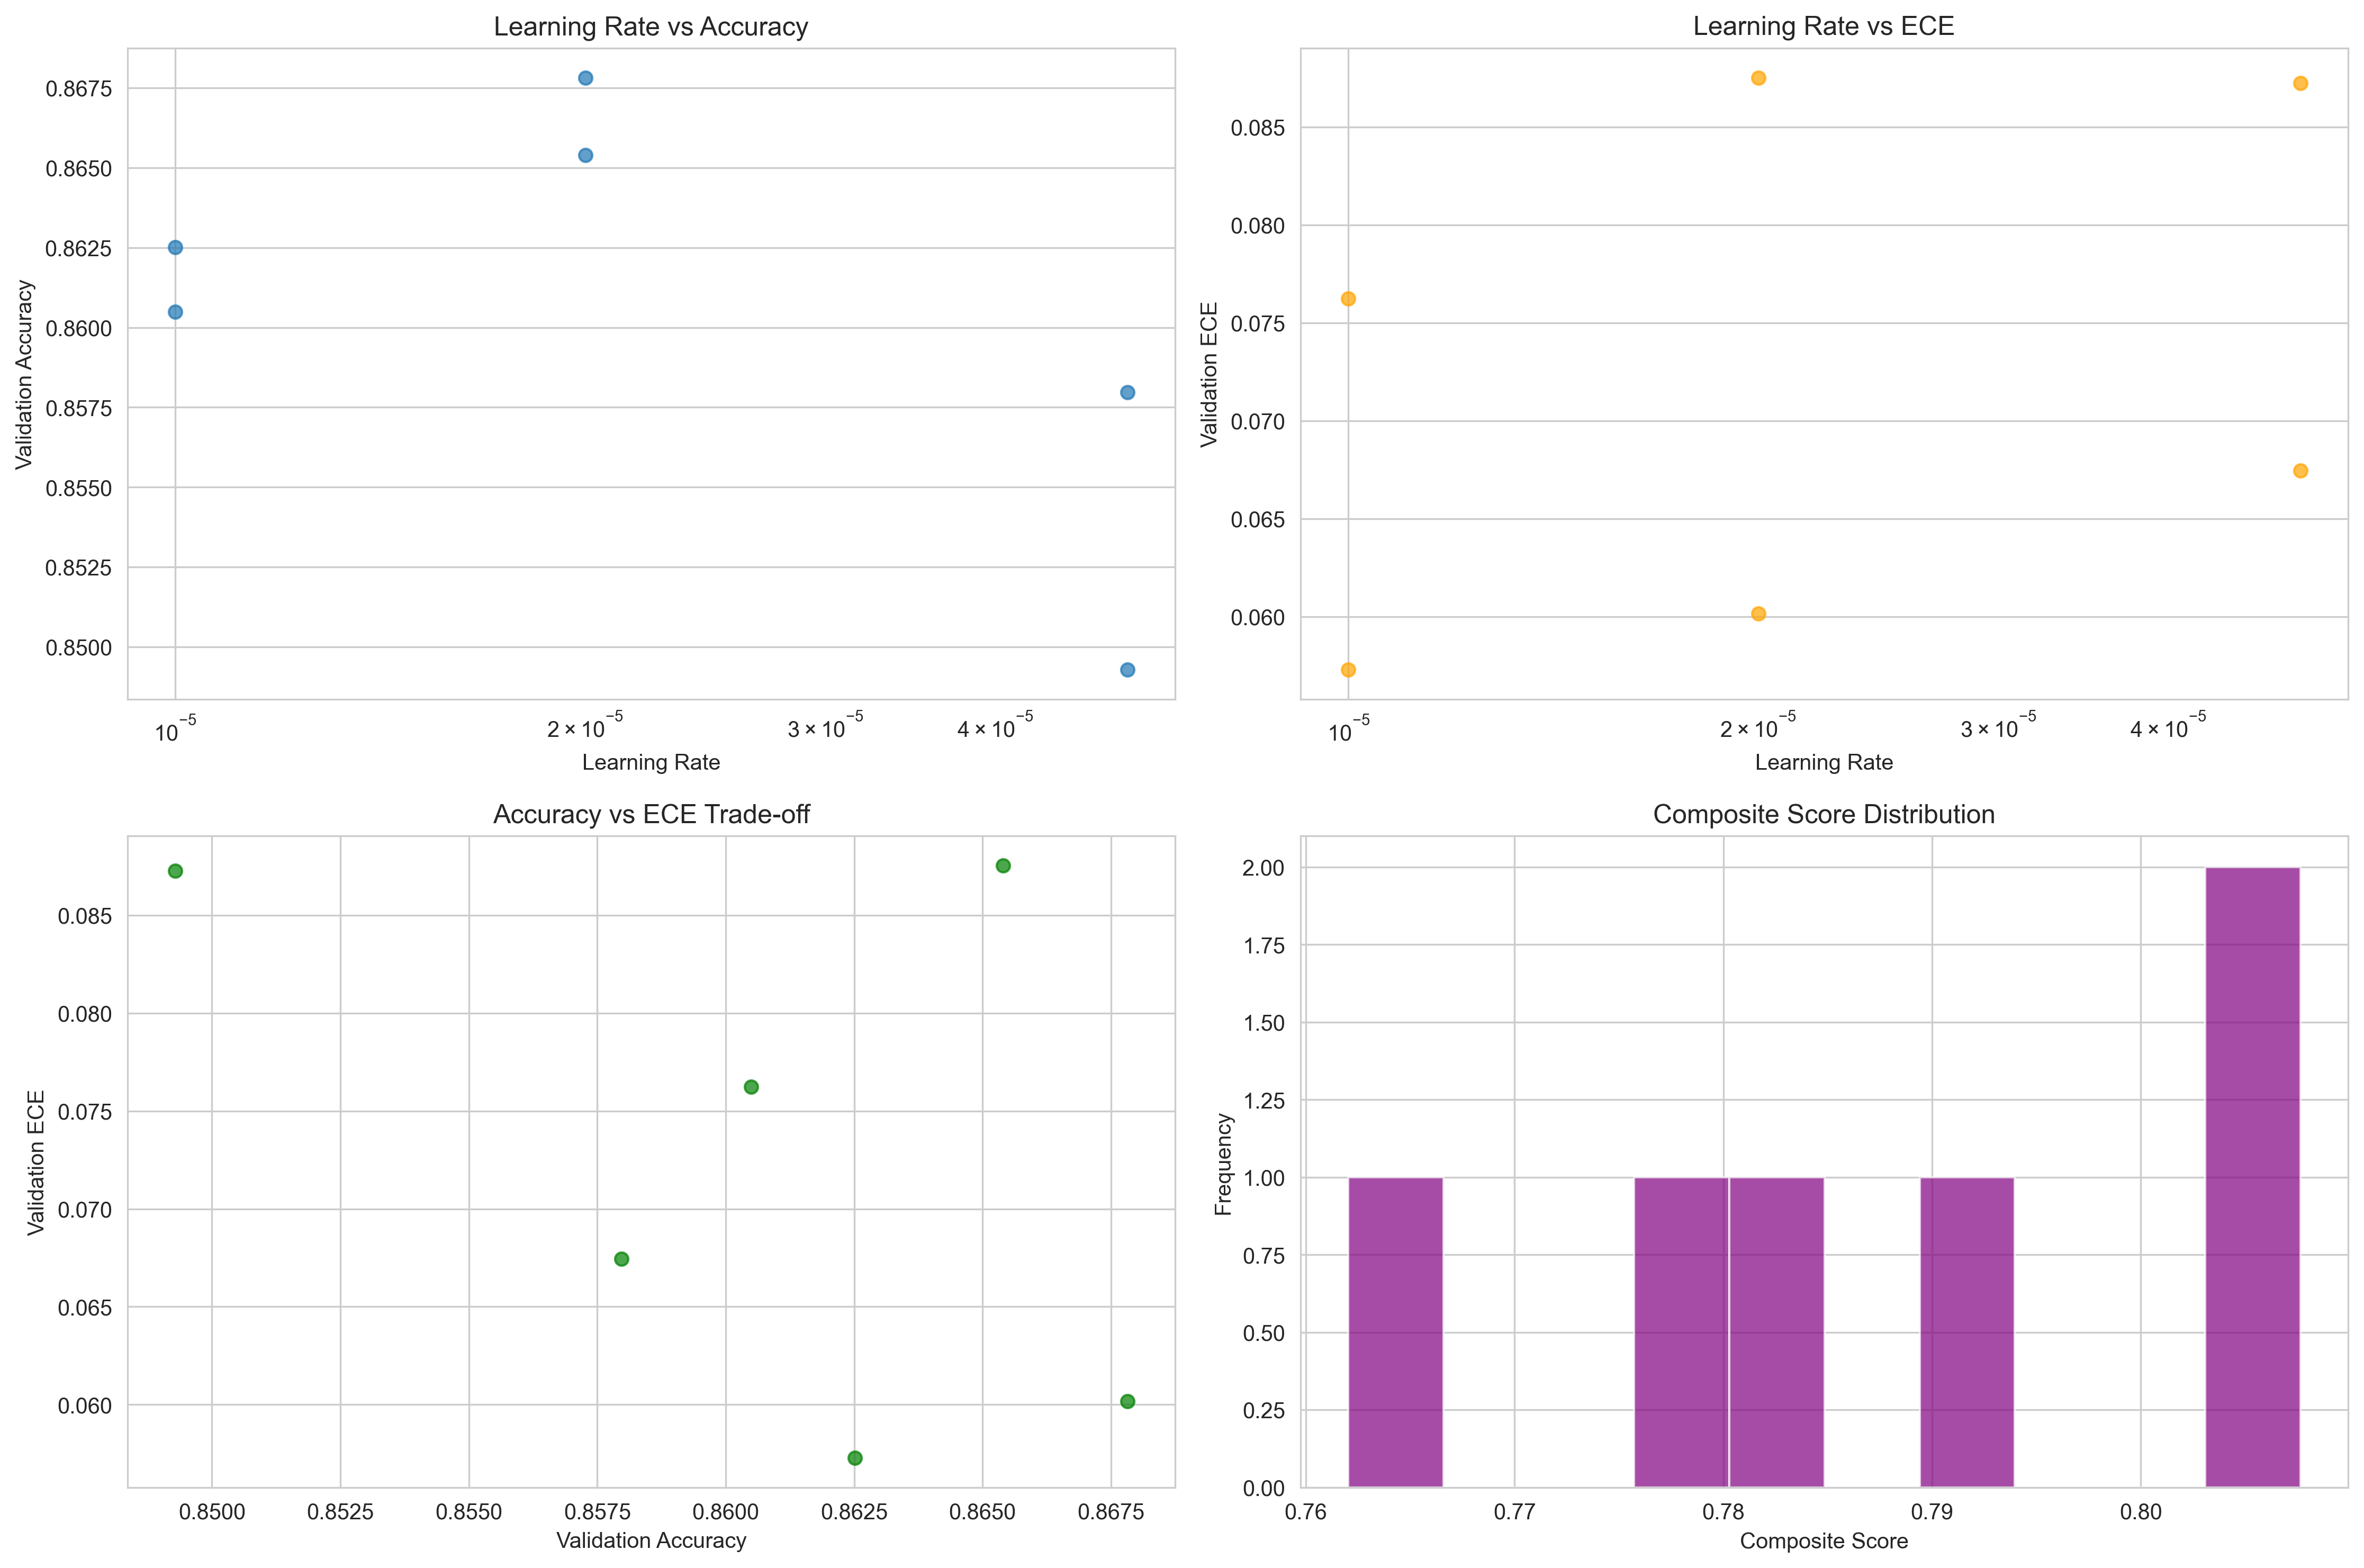 Learning Rate vs Accuracy
Validation Accuracy
0.8675
0.8650
0.8625
0.8600
0.8575
0.8550
0.8525
0.8500
10⁻⁵
2 × 10⁻⁵
3 × 10⁻⁵
4 × 10⁻⁵
Learning Rate
Learning Rate vs ECE
Validation ECE
0.085
0.080
0.075
0.070
0.065
0.060
10⁻⁵
2 × 10⁻⁵
3 × 10⁻⁵
4 × 10⁻⁵
Learning Rate
Accuracy vs ECE Trade-off
Validation ECE
0.085
0.080
0.075
0.070
0.065
0.060
0.8500
0.8525
0.8550
0.8575
0.8600
0.8625
0.8650
0.8675
Validation Accuracy
Composite Score Distribution
Frequency
2.00
1.75
1.50
1.25
1.00
0.75
0.50
0.25
0.00
0.76
0.77
0.78
0.79
0.80
Composite Score